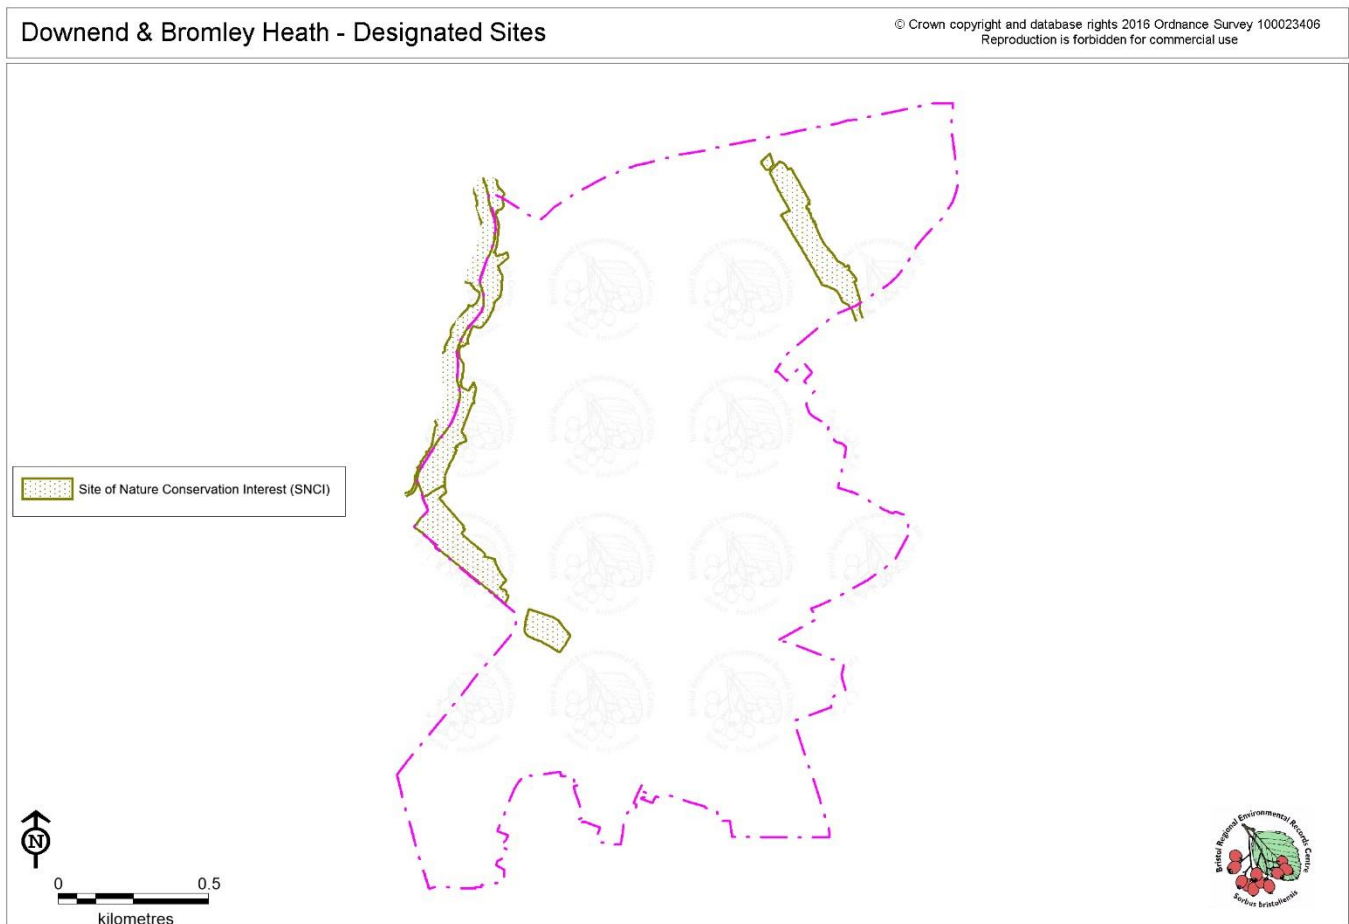 Downend & Bromley Heath - Designated Sites
© Crown copyright and database rights 2016 Ordnance Survey 100023406
Reproduction is forbidden for commercial use
Site of Nature Conservation Interest (SNCI)
N
0 0.5
kilometres
Bristol Regional Environmental Records Centre
Sorbus bristoliensis